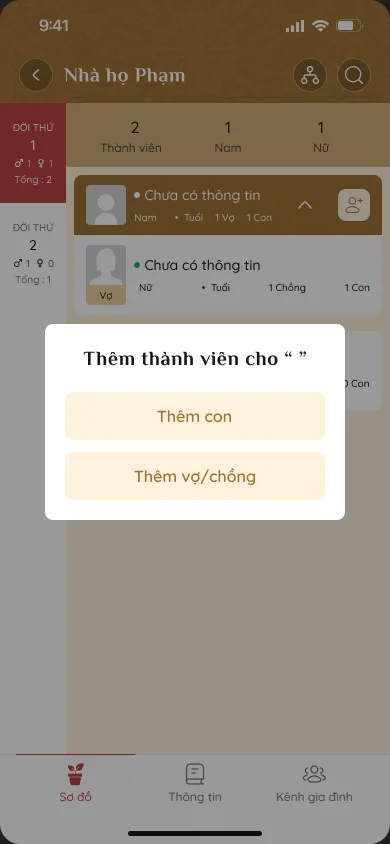 9:41
Nhà họ Phạm
ĐỜI THỨ
1
♂ 1 ♀ 1
Tổng : 2
ĐỜI THỨ
2
♂ 1 ♀ 0
Tổng : 1
2
Thành viên
1
Nam
1
Nữ
Chưa có thông tin
Nam • Tuổi 1 Vợ 1 Con
Vợ
Chưa có thông tin
Nữ • Tuổi 1 Chồng 1 Con
Con
Thêm thành viên cho “ ”
Thêm con
Thêm vợ/chồng
Sơ đồ
Thông tin
Kênh gia đình